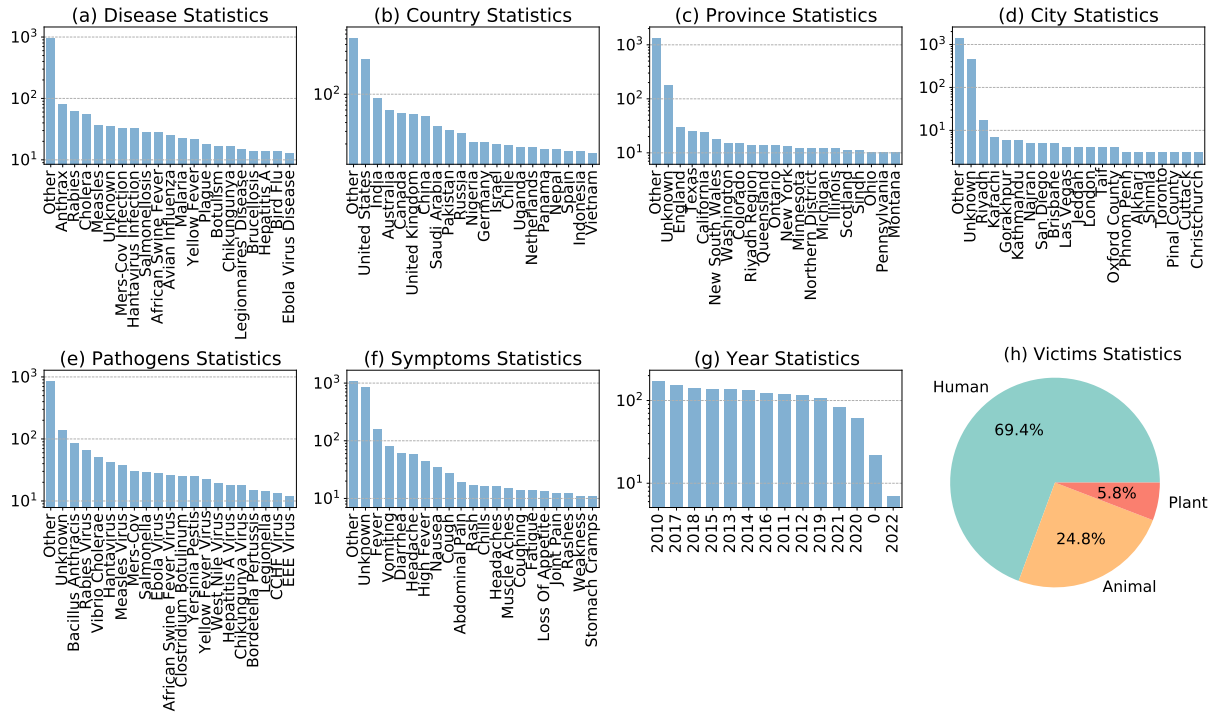 (a) Disease Statistics
10³
10²
10¹
Other
Anthrax
Rabies
Cholera
Measles
Unknown
Mers-Cov Infection
Hantavirus Infection
Salmonellosis
African Swine Fever
Avian Influenza
Malaria
Yellow Fever
Plague
Botulism
Chikungunya
Legionnaires' Disease
Brucellosis
Hepatitis A
Bird Flu
Ebola Virus Disease
(b) Country Statistics
10²
Other
United States
India
Australia
Canada
United Kingdom
China
Saudi Arabia
Pakistan
Russia
Nigeria
Germany
Israel
Chile
Uganda
Netherlands
Panama
Nepal
Spain
Indonesia
Vietnam
(c) Province Statistics
10³
10²
10¹
Other
Unknown
England
Texas
California
New South Wales
Washington
Colorado
Riyadh Region
Queensland
Ontario
New York
Minnesota
Northern District
Michigan
Illinois
Scotland
Sindh
Ohio
Pennsylvania
Montana
(d) City Statistics
10³
10²
10¹
Other
Unknown
Riyadh
Karachi
Gorakhpur
Kathmandu
Najran
San Diego
Brisbane
Las Vegas
Jeddah
London
Taif
Oxford County
Phnom Penh
Alkharj
Shimla
Toronto
Pinal County
Cuttack
Christchurch
(e) Pathogens Statistics
10³
10²
10¹
Other
Unknown
Bacillus Anthracis
Rabies Virus
Vibrio Cholerae
Hantavirus
Measles Virus
Mers-Cov
Salmonella
Ebola Virus
African Swine Fever Virus
Clostridium Botulinum
Yersinia Pestis
Yellow Fever Virus
West Nile Virus
Hepatitis A Virus
Chikungunya Virus
Bordetella Pertussis
Legionella
CCHF Virus
EEE Virus
(f) Symptoms Statistics
10³
10²
10¹
Other
Unknown
Fever
Vomiting
Diarrhea
Headache
High Fever
Nausea
Cough
Abdominal Pain
Rash
Chills
Headaches
Muscle Aches
Coughing
Fatigue
Loss Of Appetite
Joint Pain
Rashes
Weakness
Stomach Cramps
(g) Year Statistics
10²
10¹
2010
2017
2018
2015
2013
2014
2016
2011
2012
2019
2021
2020
0
2022
(h) Victims Statistics
Human
69.4%
5.8%
Plant
24.8%
Animal